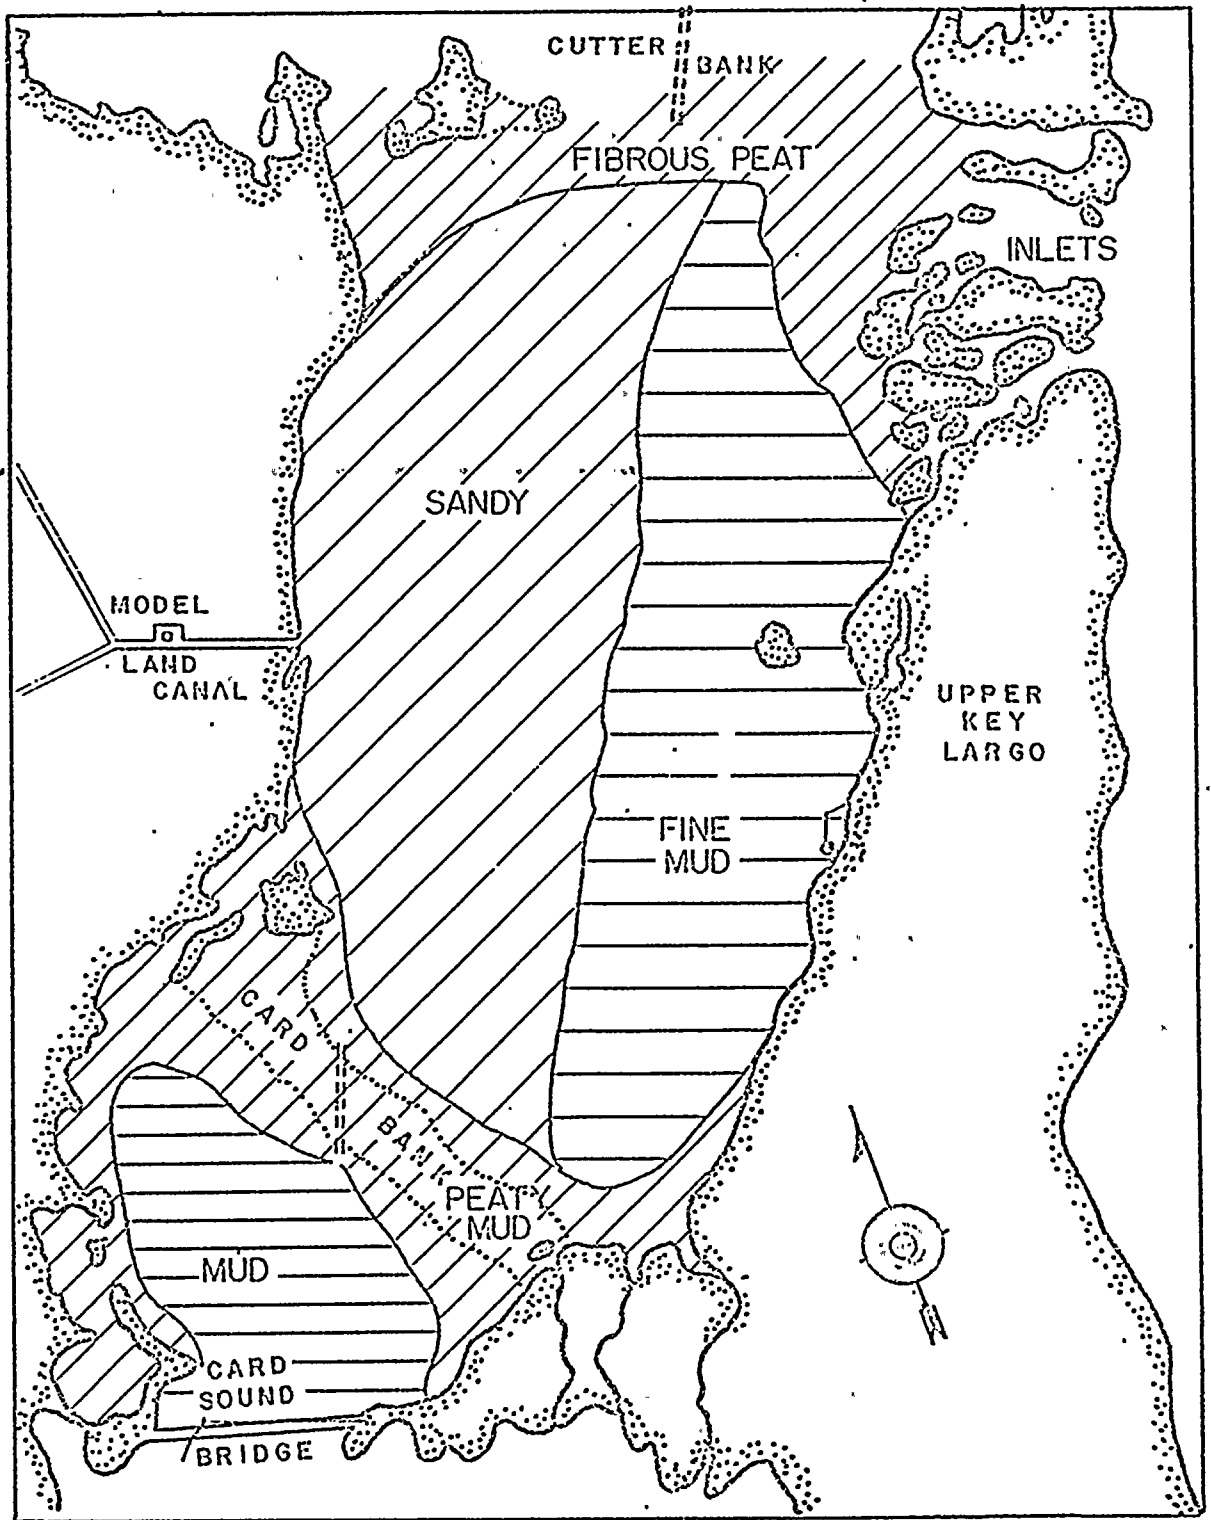 CUTTER
BANK
FIBROUS PEAT
INLETS
SANDY
MODEL
LAND
CANAL
UPPER
KEY
LARGO
FINE
MUD
CARD
BANK
PEATY
MUD
MUD
CARD
SOUND
BRIDGE